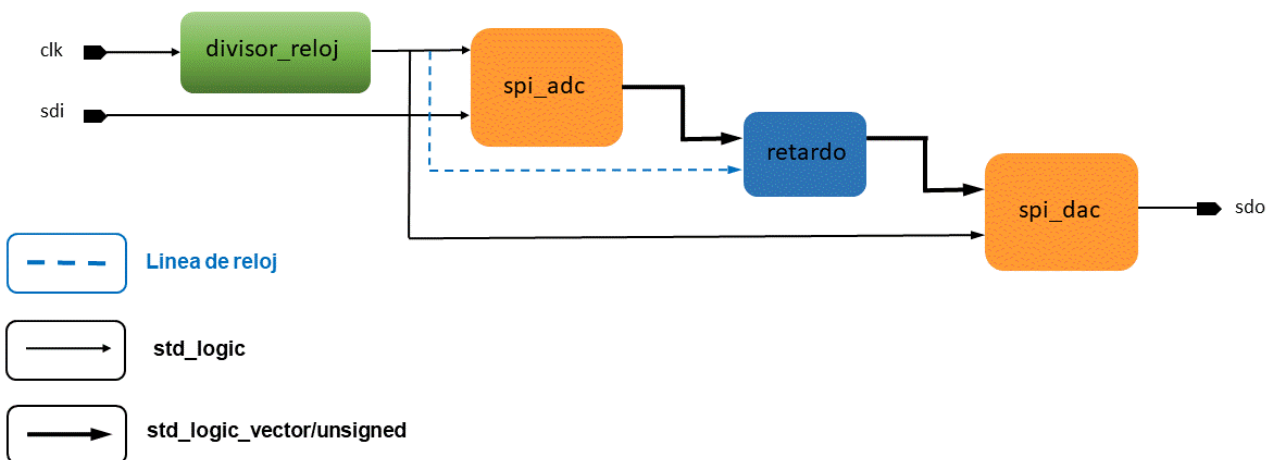 clk
divisor_reloj
sdi
spi_adc
retardo
spi_dac
sdo
Linea de reloj
std_logic
std_logic_vector/unsigned